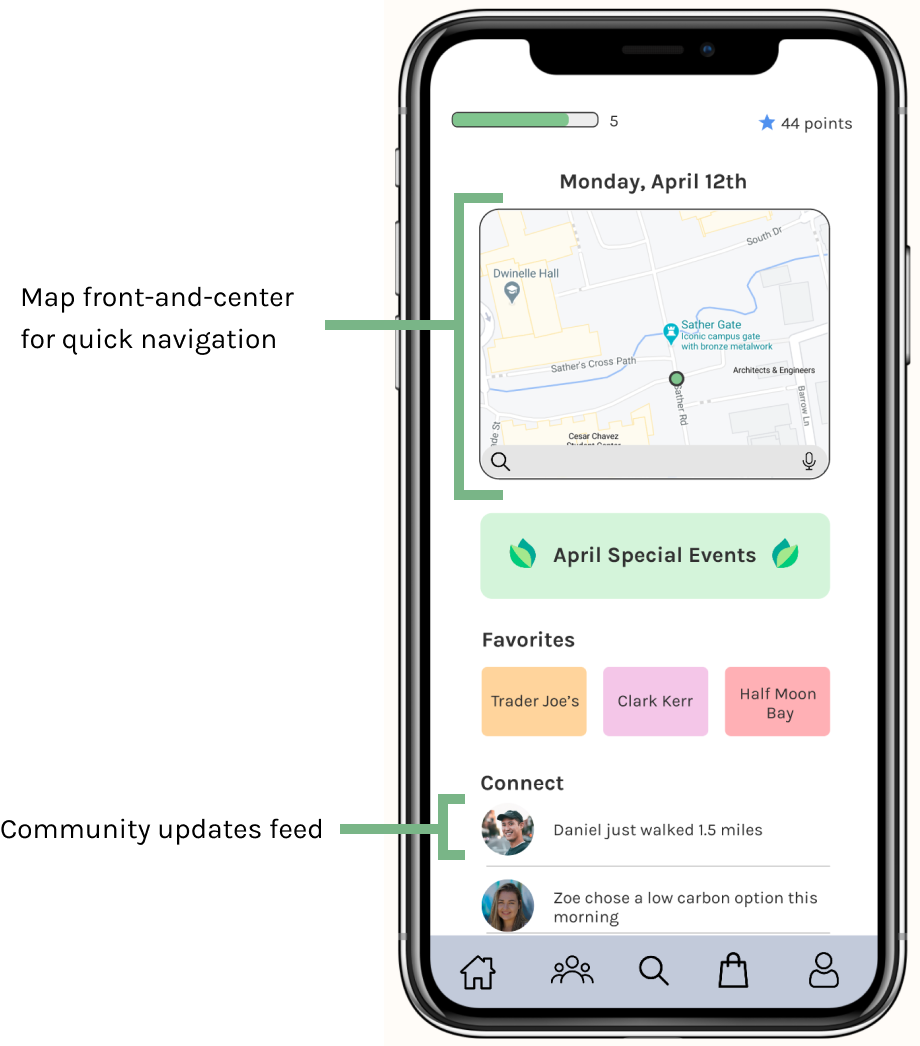 5
44 points
Monday, April 12th
South Dr
Dwinelle Hall
Map front-and-center
for quick navigation
Sather Gate
Iconic campus gate
with bronze metalwork
Sather's Cross Path
Architects & Engineers
Sather Rd
Barrow Ln
de St
Cesar Chavez
Student Center
April Special Events
Favorites
Trader Joe's
Clark Kerr
Half Moon
Bay
Connect
Community updates feed
Daniel just walked 1.5 miles
Zoe chose a low carbon option this
morning